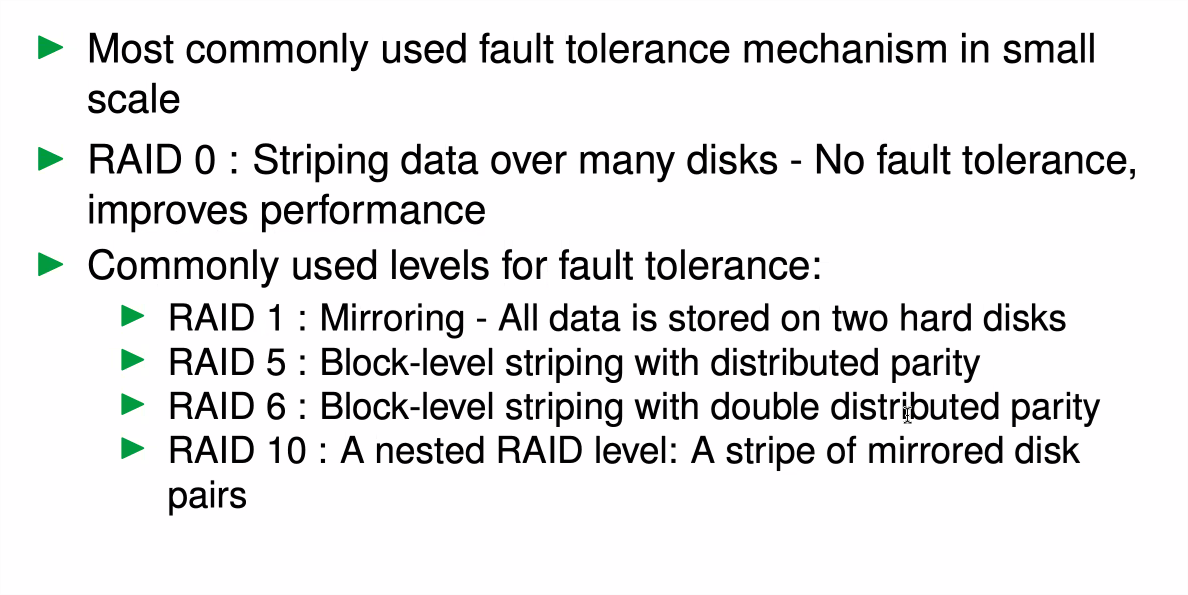 Most commonly used fault tolerance mechanism in small
scale
RAID 0 : Striping data over many disks - No fault tolerance,
improves performance
Commonly used levels for fault tolerance:
RAID 1 : Mirroring - All data is stored on two hard disks
RAID 5 : Block-level striping with distributed parity
RAID 6 : Block-level striping with double distributed parity
RAID 10 : A nested RAID level: A stripe of mirrored disk
pairs